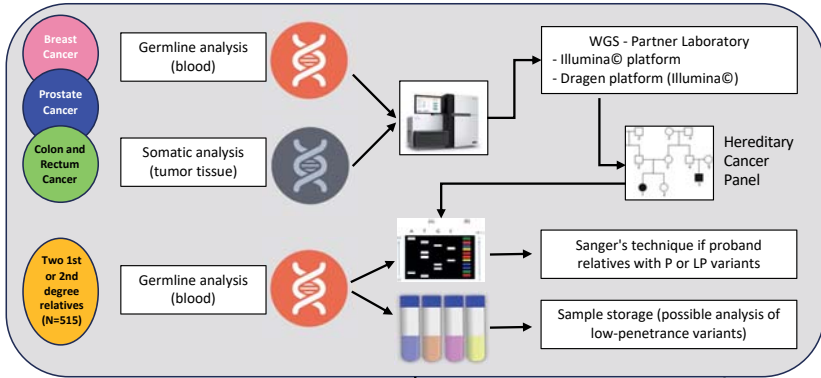 Breast
Cancer
Germline analysis
(blood)
WGS - Partner Laboratory
- Illumina© platform
- Dragen platform (Illumina©)
Prostate
Cancer
Colon and
Rectum
Cancer
Somatic analysis
(tumor tissue)
Hereditary
Cancer
Panel
Two 1st
or 2nd
degree
relatives
(N=515)
Germline analysis
(blood)
Sanger's technique if proband
relatives with P or LP variants
Sample storage (possible analysis of
low-penetrance variants)